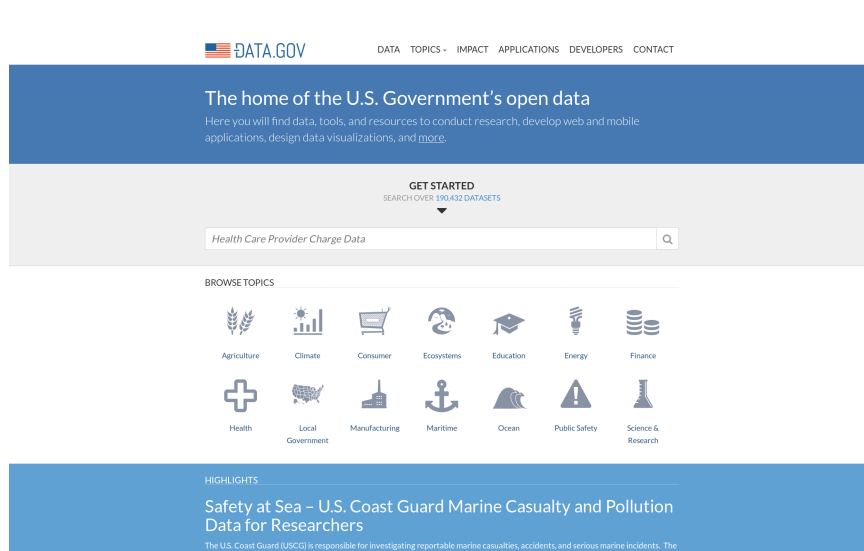 DATA.GOV
DATA TOPICS IMPACT APPLICATIONS DEVELOPERS CONTACT
The home of the U.S. Government's open data
Here you will find data, tools, and resources to conduct research, develop web and mobile
applications, design data visualizations, and more.
GET STARTED
SEARCH OVER 190,432 DATASETS
Health Care Provider Charge Data
BROWSE TOPICS
Agriculture Climate Consumer Ecosystems Education Energy Finance
Health Local Manufacturing Maritime Ocean Public Safety Science &
Government Research
HIGHLIGHTS
Safety at Sea – U.S. Coast Guard Marine Casualty and Pollution
Data for Researchers
The U.S. Coast Guard (USCG) is responsible for investigating reportable marine casualties, accidents, and serious marine incidents. The